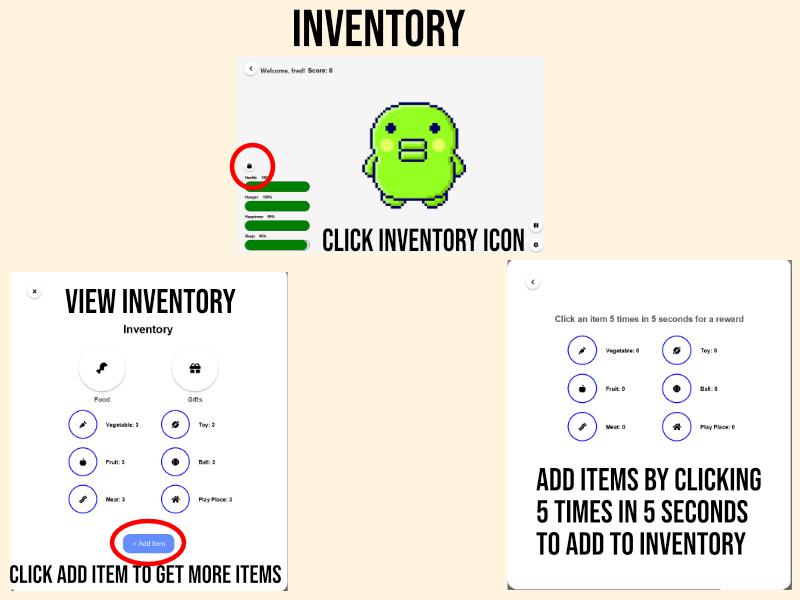 INVENTORY
Welcome, fred! Score: 0
Health: 100%
Hunger: 100%
Happiness: 99%
Sleep: 96%
CLICK INVENTORY ICON
VIEW INVENTORY
Inventory
Food Gifts
Vegetable: 3 Toy: 3
Fruit: 3 Ball: 3
Meat: 3 Play Place: 3
+ Add Item
CLICK ADD ITEM TO GET MORE ITEMS
Click an item 5 times in 5 seconds for a reward
Vegetable: 0 Toy: 0
Fruit: 0 Ball: 0
Meat: 0 Play Place: 0
ADD ITEMS BY CLICKING
5 TIMES IN 5 SECONDS
TO ADD TO INVENTORY